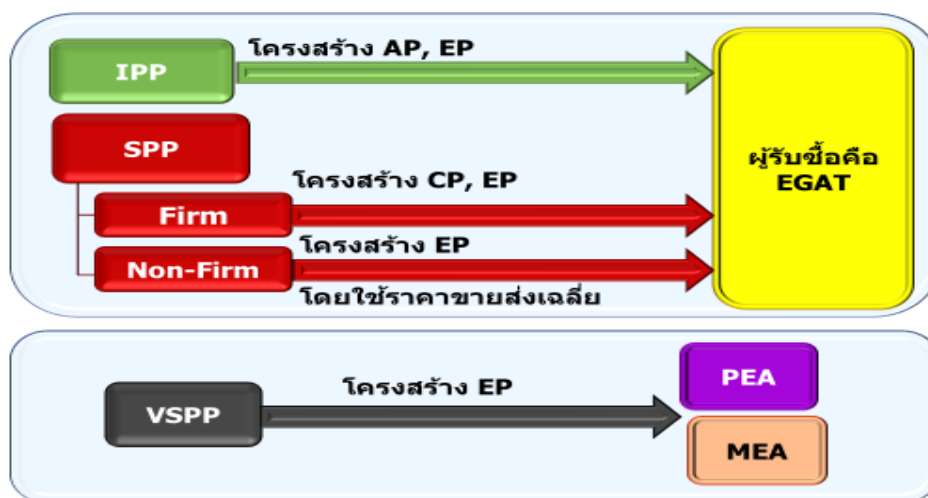 โครงสร้าง AP, EP
IPP
SPP
โครงสร้าง CP, EP
Firm
โครงสร้าง EP
Non-Firm
โดยใช้ราคาขายส่งเฉลี่ย
ผู้รับซื้อคือ
EGAT
โครงสร้าง EP
VSPP
PEA
MEA